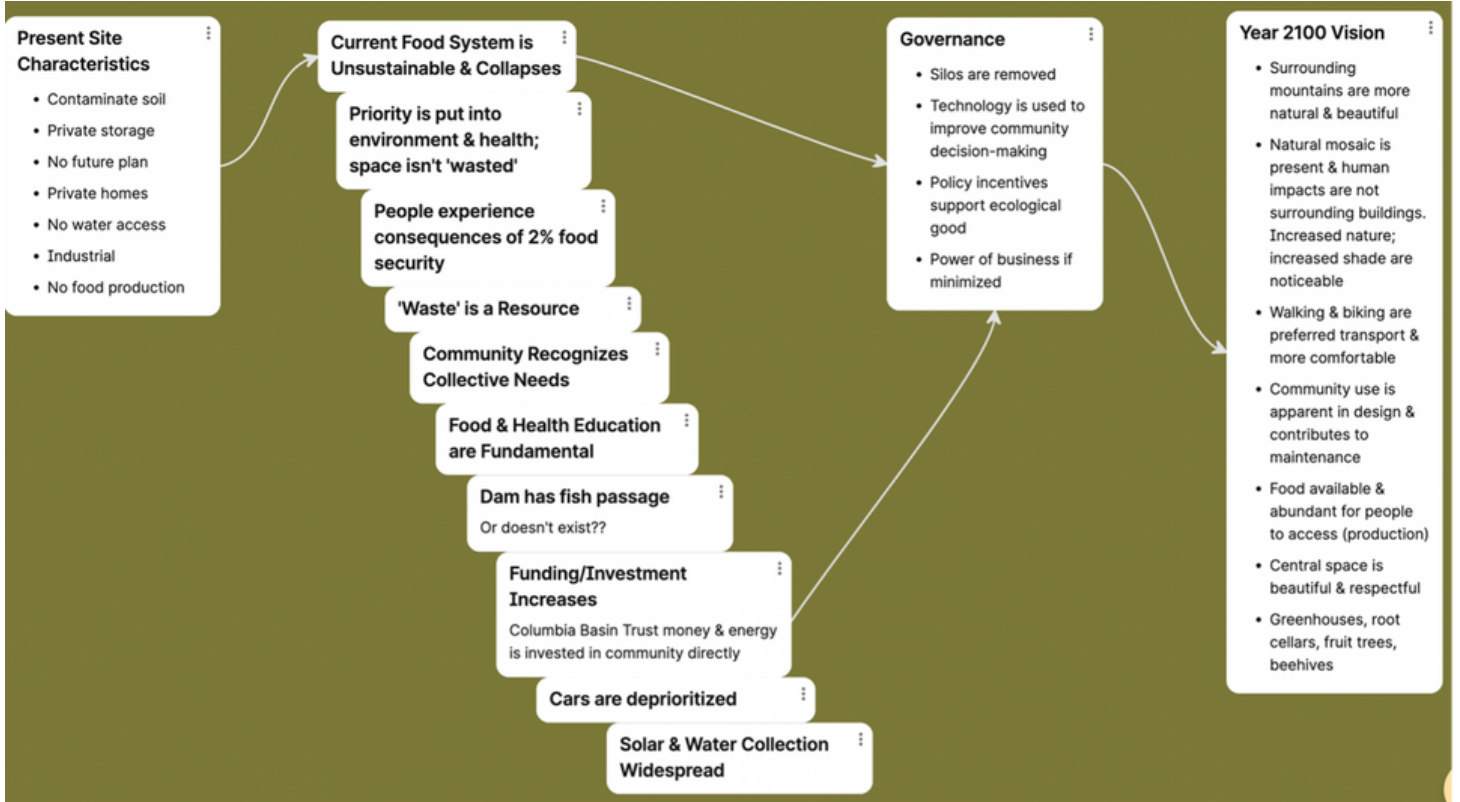 Present Site
Characteristics
• Contaminate soil
• Private storage
• No future plan
• Private homes
• No water access
• Industrial
• No food production
Current Food System is
Unsustainable & Collapses
Priority is put into
environment & health;
space isn't 'wasted'
People experience
consequences of 2% food
security
'Waste' is a Resource
Community Recognizes
Collective Needs
Food & Health Education
are Fundamental
Dam has fish passage
Or doesn't exist??
Funding/Investment
Increases
Columbia Basin Trust money & energy
is invested in community directly
Cars are deprioritized
Solar & Water Collection
Widespread
Governance
• Silos are removed
• Technology is used to
improve community
decision-making
• Policy incentives
support ecological
good
• Power of business if
minimized
Year 2100 Vision
• Surrounding
mountains are more
natural & beautiful
• Natural mosaic is
present & human
impacts are not
surrounding buildings.
Increased nature;
increased shade are
noticeable
• Walking & biking are
preferred transport &
more comfortable
• Community use is
apparent in design &
contributes to
maintenance
• Food available &
abundant for people
to access (production)
• Central space is
beautiful & respectful
• Greenhouses, root
cellars, fruit trees,
beehives